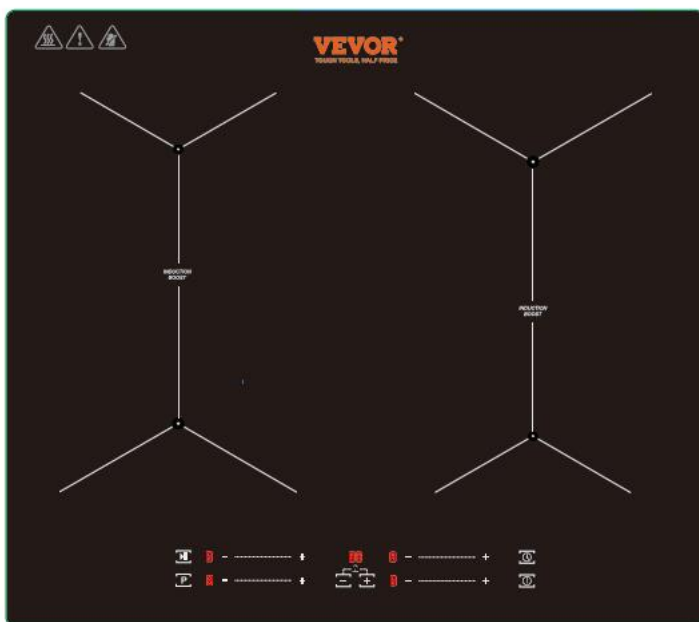 VEVOR®
TOUGH TOOLS, HALF PRICE
INDUCTION
BOOST
INDUCTION
BOOST
P